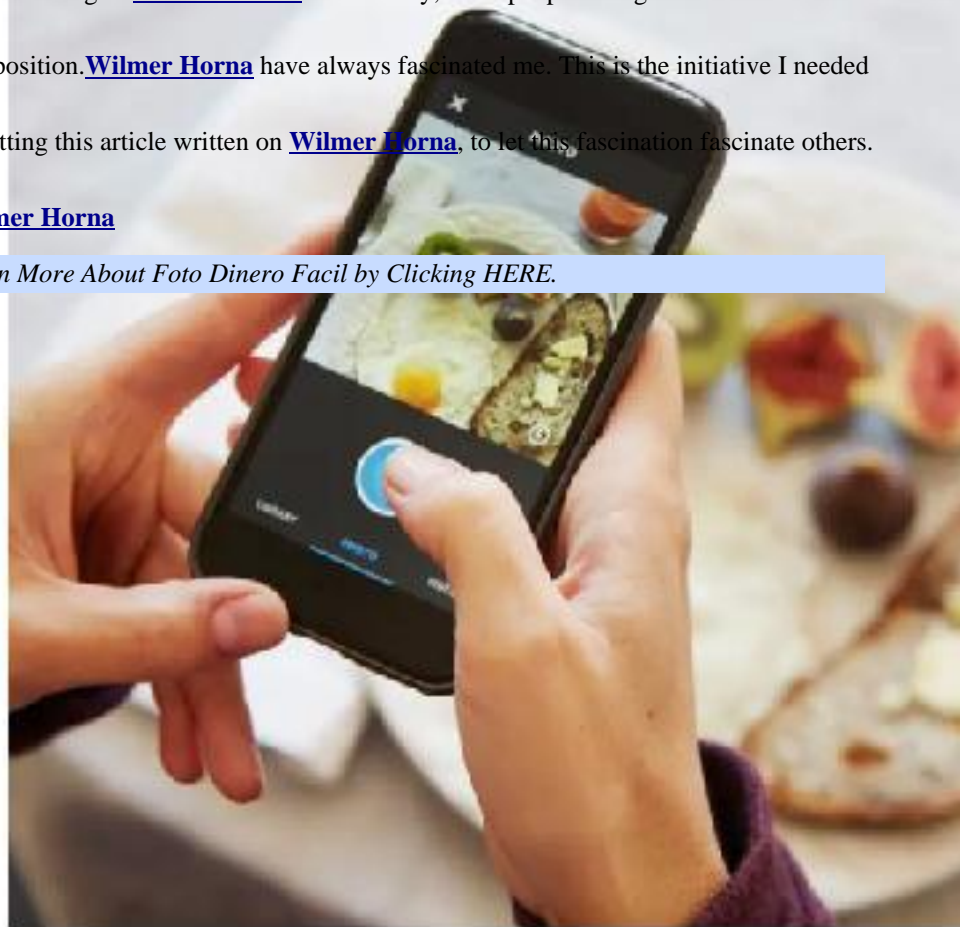 position.Wilmer Horna have always fascinated me. This is the initiative I needed
tting this article written on Wilmer Horna, to let this fascination fascinate others.
mer Horna
n More About Foto Dinero Facil by Clicking HERE.